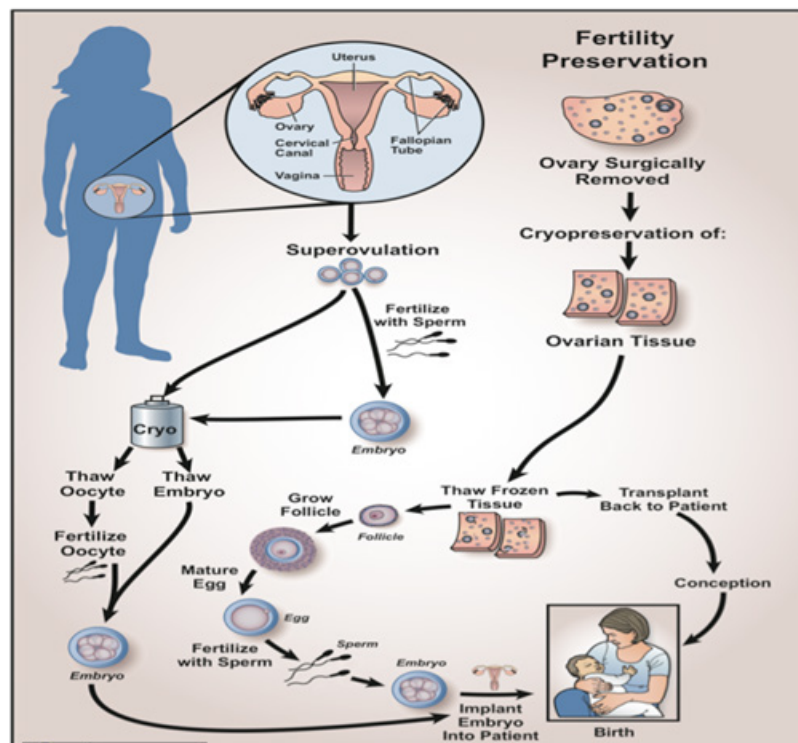 Fertility
Preservation
Uterus
Ovary
Cervical
Canal
Fallopian
Tube
Vagina
Ovary Surgically
Removed
Cryopreservation of:
Ovarian Tissue
Superovulation
Fertilize
with Sperm
Cryo
Embryo
Thaw
Oocyte
Thaw
Embryo
Fertilize
Oocyte
Embryo
Grow
Follicle
Follicle
Thaw Frozen
Tissue
Transplant
Back to Patient
Mature
Egg
Egg
Conception
Fertilize
with Sperm
Sperm
Embryo
Implant
Embryo
Into Patient
Birth